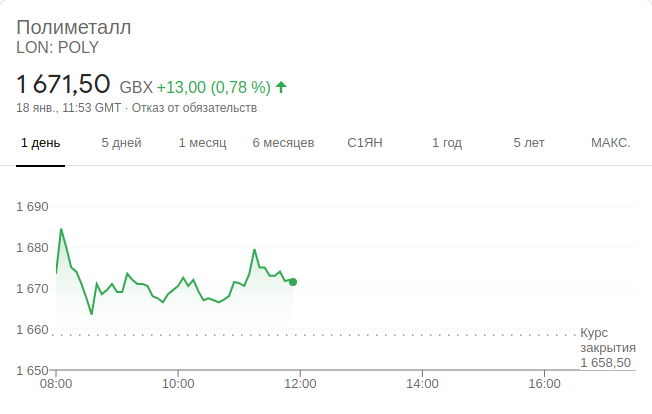 Полиметалл
LON: POLY
1 671,50 GBX +13,00 (0,78 %)
18 янв., 11:53 GMT · Отказ от обязательств
1 день 5 дней 1 месяц 6 месяцев С1ЯН 1 год 5 лет МАКС.
1 690
1 680
1 670
1 660
Курс
закрытия
1 658,50
1 650
08:00 10:00 12:00 14:00 16:00